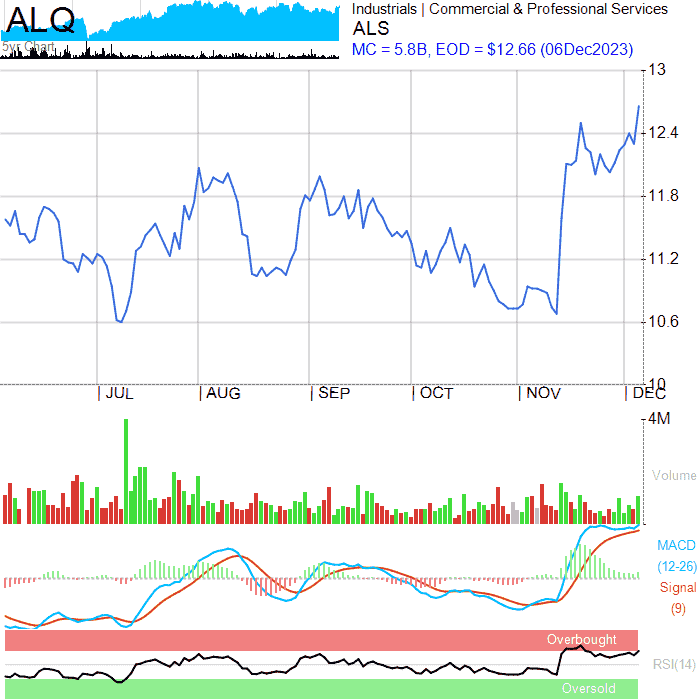 ALQ
5yr Chart
Industrials | Commercial & Professional Services
ALS
MC = 5.8B, EOD = $12.66 (06Dec2023)
13
12.4
11.8
11.2
10.6
10
| JUL | AUG | SEP | OCT | NOV | DEC
4M
Volume
MACD
(12-26)
Signal
(9)
Overbought
RSI(14)
Oversold